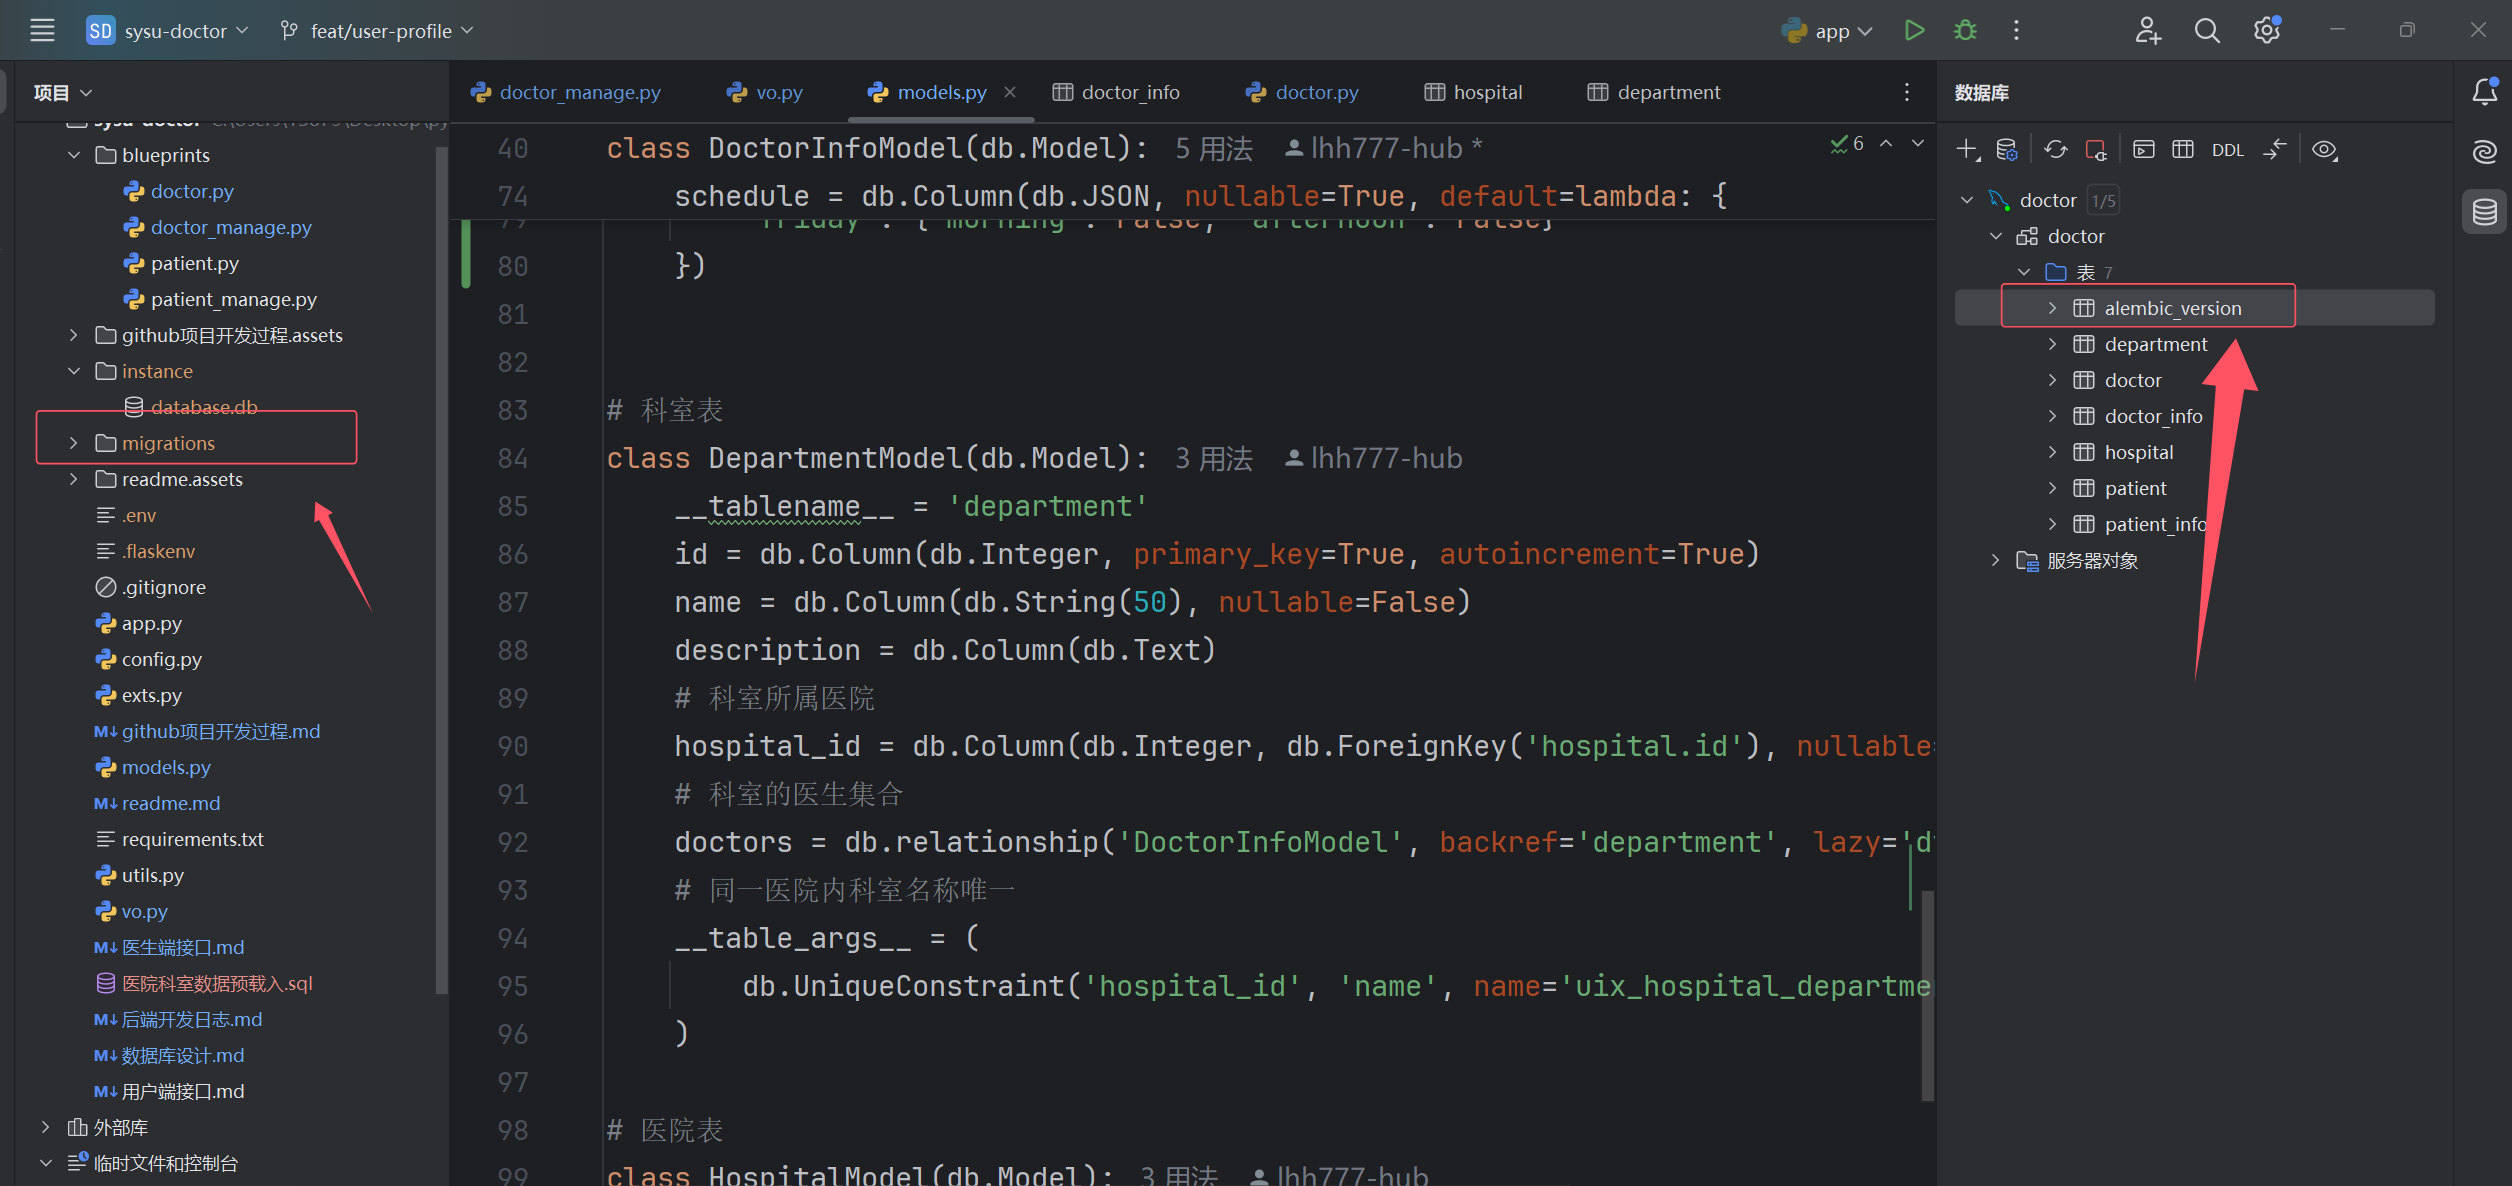 SD sysu-doctor feat/user-profile app
项目
sysu-doctor
blueprints
doctor.py
doctor_manage.py
patient.py
patient_manage.py
github项目开发过程.assets
instance
database.db
migrations
readme.assets
.env
.flaskenv
.gitignore
app.py
config.py
exts.py
M↓ github项目开发过程.md
models.py
M↓ readme.md
requirements.txt
utils.py
vo.py
M↓ 医生端接口.md
医院科室数据预载入.sql
M↓ 后端开发日志.md
M↓ 数据库设计.md
M↓ 用户端接口.md
外部库
临时文件和控制台
doctor_manage.py vo.py models.py doctor_info doctor.py hospital department
40 class DoctorInfoModel(db.Model): 5 用法 lhh777-hub *
6
74 schedule = db.Column(db.JSON, nullable=True, default=lambda: {
79 'friday': {'morning': False, 'afternoon': False}
80 })
81
82
83 # 科室表
84 class DepartmentModel(db.Model): 3 用法 lhh777-hub
85 __tablename__ = 'department'
86 id = db.Column(db.Integer, primary_key=True, autoincrement=True)
87 name = db.Column(db.String(50), nullable=False)
88 description = db.Column(db.Text)
89 # 科室所属医院
90 hospital_id = db.Column(db.Integer, db.ForeignKey('hospital.id'), nullable=
91 # 科室的医生集合
92 doctors = db.relationship('DoctorInfoModel', backref='department', lazy='d
93 # 同一医院内科室名称唯一
94 __table_args__ = (
95 db.UniqueConstraint('hospital_id', 'name', name='uix_hospital_departme
96 )
97
98 # 医院表
99 class HospitalModel(db.Model): 3 用法 lhh777-hub
数据库
DDL
doctor 1/5
doctor
表 7
alembic_version
department
doctor
doctor_info
hospital
patient
patient_info
服务器对象